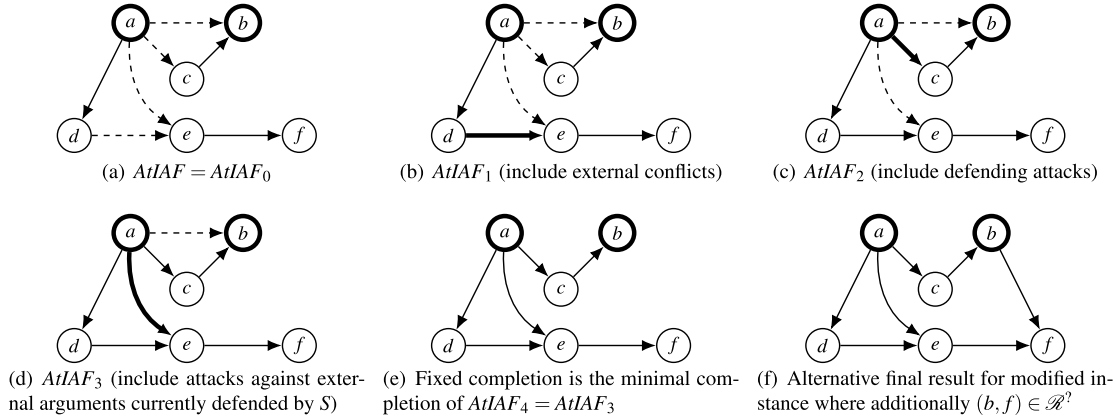 a b a b a b
c c c
d e f d e f d e f
(a) AtIAF = AtIAF₀ (b) AtIAF₁ (include external conflicts) (c) AtIAF₂ (include defending attacks)
a b a b a b
c c c
d e f d e f d e f
(d) AtIAF₃ (include attacks against exter-
nal arguments currently defended by S)
(e) Fixed completion is the minimal com-
pletion of AtIAF₄ = AtIAF₃
(f) Alternative final result for modified in-
stance where additionally (b, f) ∈ ℛ^?